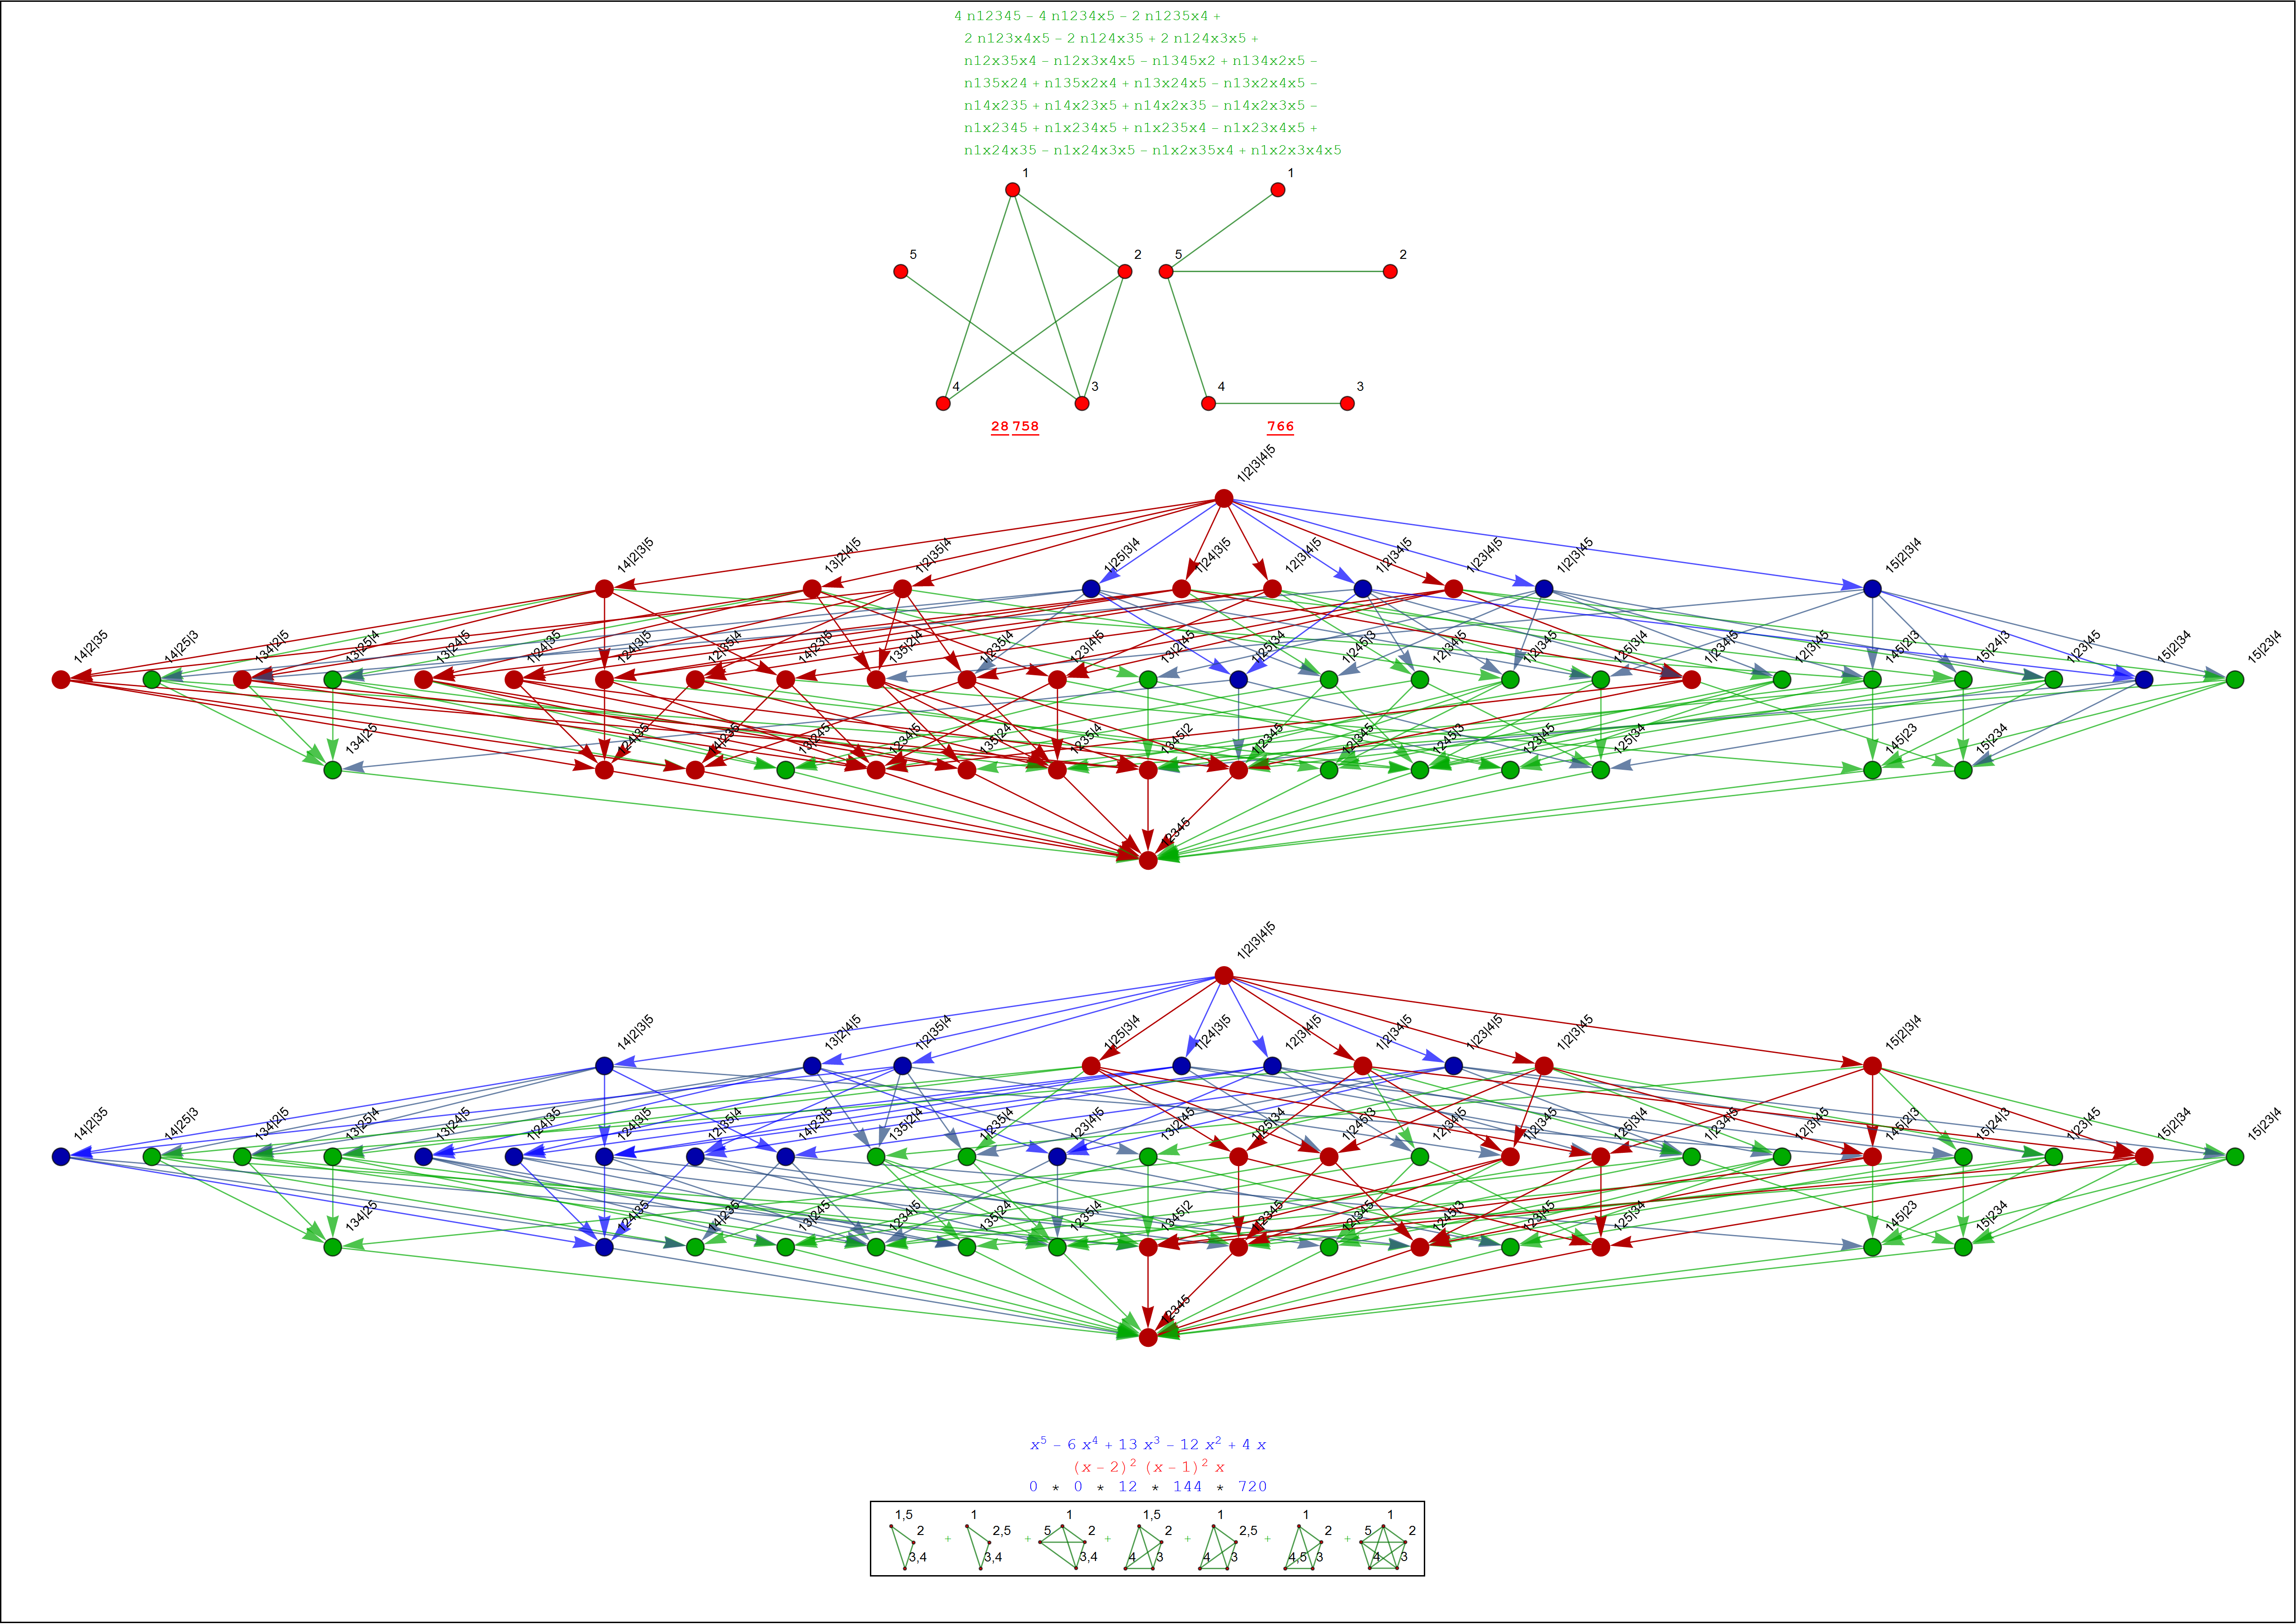 4 n12345 – 4 n1234x5 – 2 n1235x4 +
2 n123x4x5 – 2 n124x35 + 2 n124x3x5 +
n12x35x4 – n12x3x4x5 – n1345x2 + n134x2x5 –
n135x24 + n135x2x4 + n13x24x5 – n13x2x4x5 –
n14x235 + n14x23x5 + n14x2x35 – n14x2x3x5 –
n1x2345 + n1x234x5 + n1x235x4 – n1x23x4x5 +
n1x24x35 – n1x24x3x5 – n1x2x35x4 + n1x2x3x4x5
1 1
5 2 5 2
4 3 4 3
28 758 766
1|2|3|4|5
14|2|3|5 13|2|4|5 1|2|35|4 1|25|3|4 1|24|3|5 12|3|4|5 1|2|34|5 1|23|4|5 1|2|3|45 15|2|3|4
14|2|35 14|25|3 134|2|5 13|25|4 13|24|5 1|24|35 124|3|5 12|35|4 14|23|5 135|2|4 1|235|4 123|4|5 13|2|45 1|25|34 1|245|3 12|34|5 1|2|345 125|3|4 1|234|5 12|3|45 145|2|3 15|24|3 1|23|45 15|2|34 15|23|4
134|25 124|35 14|235 13|245 1234|5 135|24 1235|4 1345|2 1|2345 12|345 1245|3 123|45 125|34 145|23 15|234
12345
1|2|3|4|5
14|2|3|5 13|2|4|5 1|2|35|4 1|25|3|4 1|24|3|5 12|3|4|5 1|2|34|5 1|23|4|5 1|2|3|45 15|2|3|4
14|2|35 14|25|3 134|2|5 13|25|4 13|24|5 1|24|35 124|3|5 12|35|4 14|23|5 135|2|4 1|235|4 123|4|5 13|2|45 1|25|34 1|245|3 12|34|5 1|2|345 125|3|4 1|234|5 12|3|45 145|2|3 15|24|3 1|23|45 15|2|34 15|23|4
134|25 124|35 14|235 13|245 1234|5 135|24 1235|4 1345|2 1|2345 12|345 1245|3 123|45 125|34 145|23 15|234
12345
x⁵ – 6 x⁴ + 13 x³ – 12 x² + 4 x
(x – 2)² (x – 1)² x
0 * 0 * 12 * 144 * 720
1,5 1 1 1,5 1 1 1
2 + 2,5 + 5 2 + 2 + 2,5 + 2 + 5 2
3,4 3,4 3,4 4 3 4 3 4,5 3 4 3